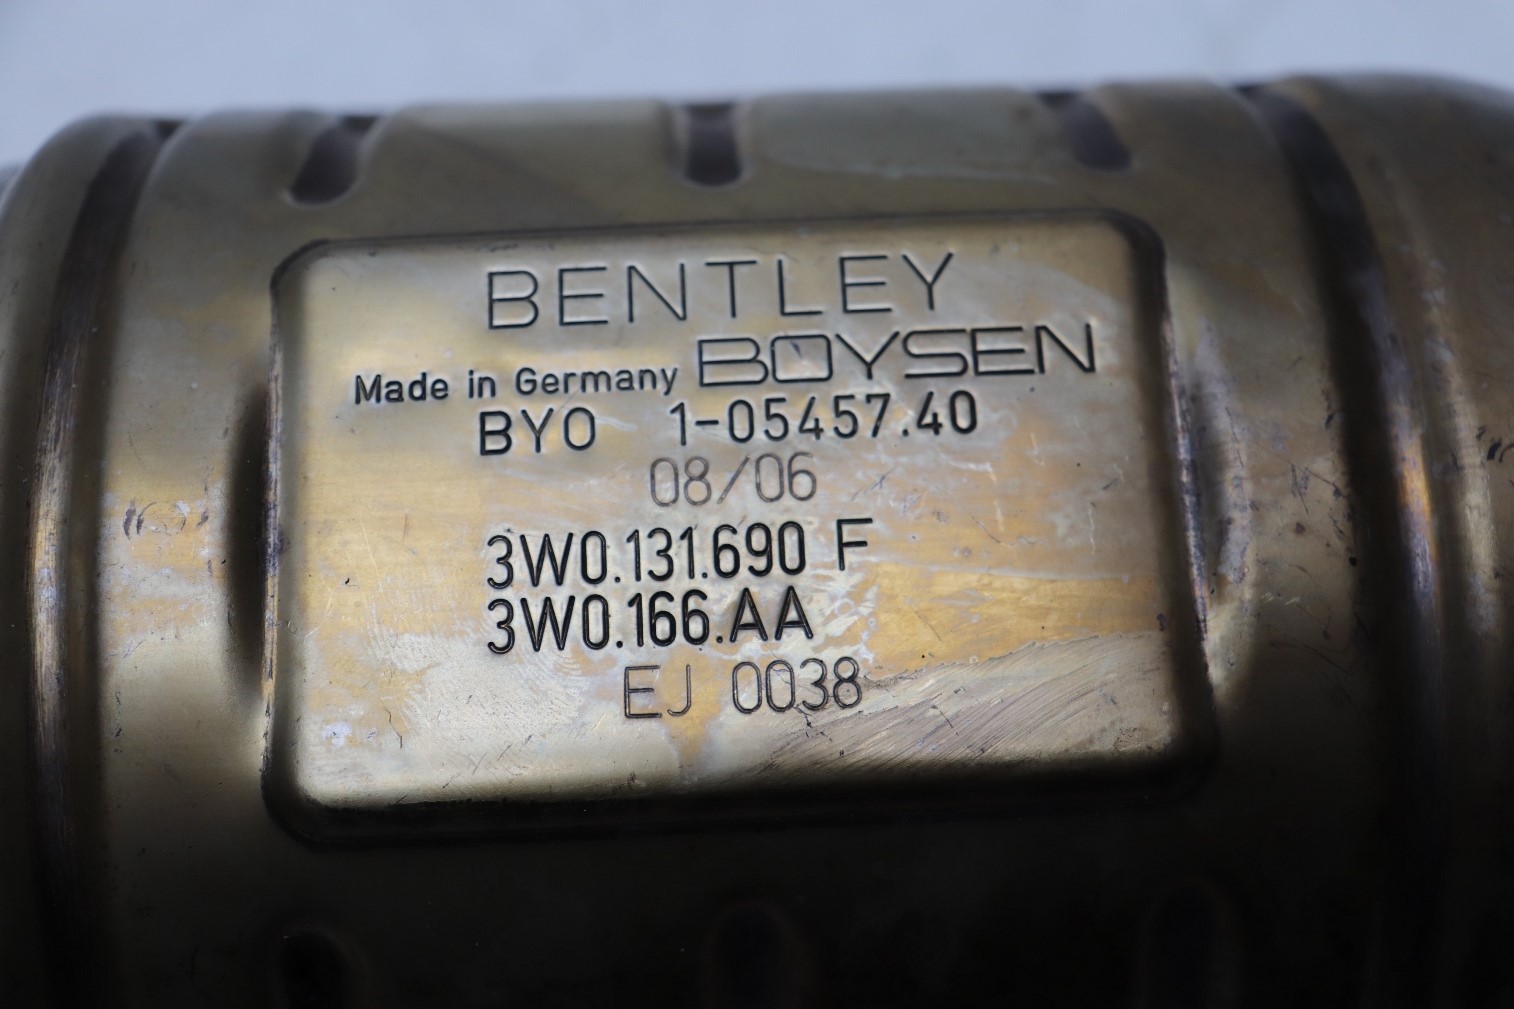 BENTLEY
Made in Germany BOYSEN
BYO 1-05457.40
08/06
3W0.131.690 F
3W0.166.AA
EJ 0038